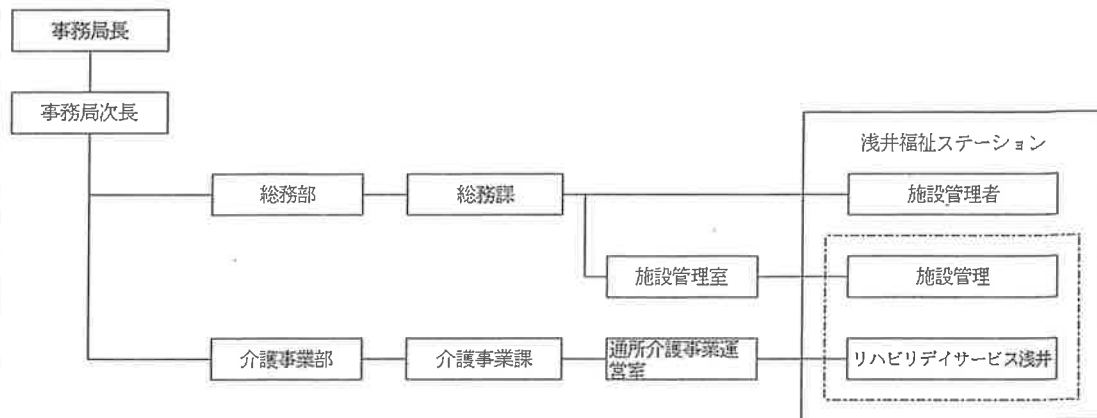 事務局長
事務局次長
浅井福祉ステーション
総務部
総務課
施設管理者
施設管理室
施設管理
介護事業部
介護事業課
通所介護事業運
営室
リハビリデイサービス浅井